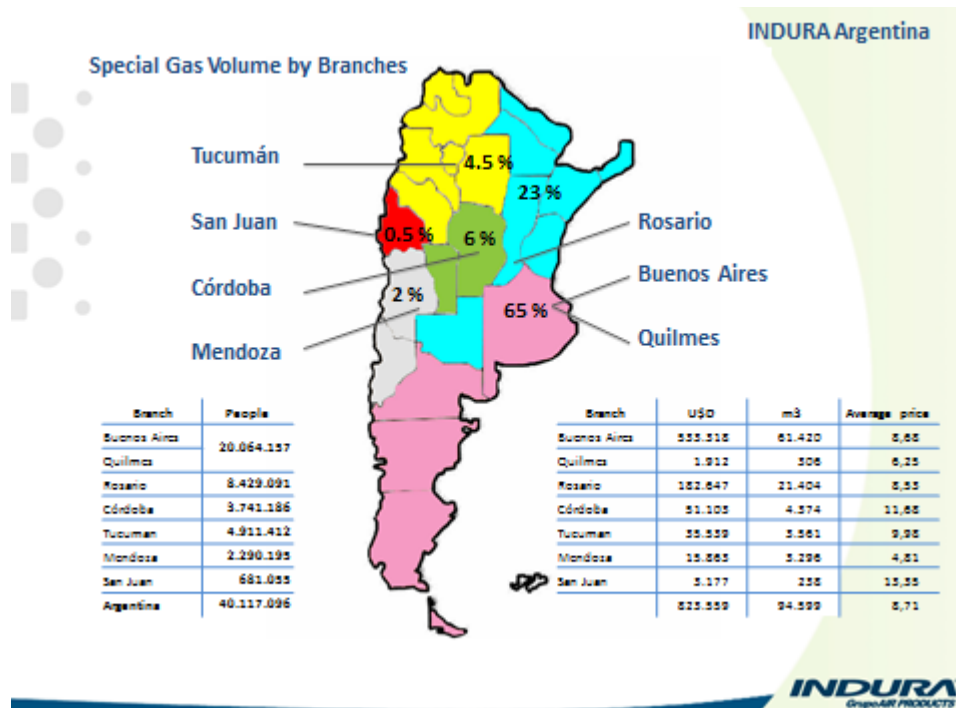 INDURA Argentina
Special Gas Volume by Branches
Tucumán
4.5 %
23 %
San Juan
0.5 %
6 %
Rosario
Córdoba
2 %
Buenos Aires
65 %
Mendoza
Quilmes
Branch People
Buenos Aires 20.064.157
Quilmes
Rosario 8.429.091
Córdoba 3.741.186
Tucuman 4.911.412
Mendoza 2.290.195
San Juan 681.055
Argentina 40.117.096
Branch U$D m3 Average price
Buenos Aires 533.318 61.420 8,68
Quilmes 1.912 306 6,25
Rosario 182.647 21.404 8,53
Córdoba 51.103 4.374 11,68
Tucuman 35.539 3.561 9,98
Mendoza 15.863 3.296 4,81
San Juan 3.177 238 13,35
823.559 94.599 8,71
INDURA
Grupo AIR PRODUCTS